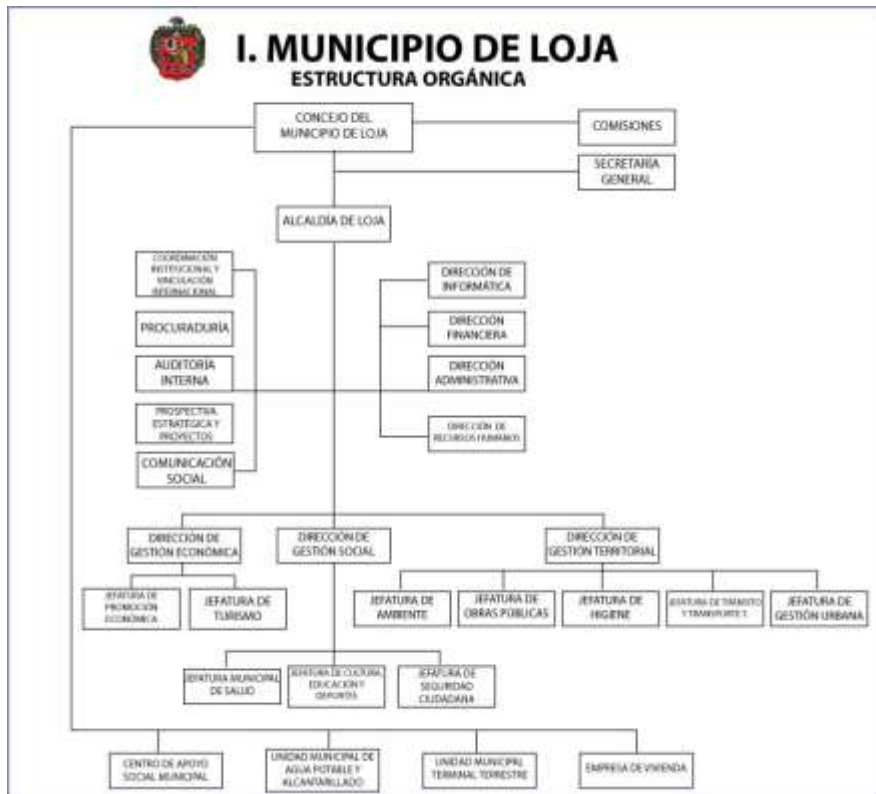 I. MUNICIPIO DE LOJA
ESTRUCTURA ORGÁNICA
CONCEJO DEL
MUNICIPIO DE LOJA
COMISIONES
SECRETARÍA
GENERAL
ALCALDÍA DE LOJA
COORDINACIÓN
INSTITUCIONAL Y
VINCULACIÓN
INTERNACIONAL
PROCURADURÍA
AUDITORÍA
INTERNA
PROSPECTIVA
ESTRATÉGICA Y
PROYECTOS
COMUNICACIÓN
SOCIAL
DIRECCIÓN DE
INFORMÁTICA
DIRECCIÓN
FINANCIERA
DIRECCIÓN
ADMINISTRATIVA
DIRECCIÓN DE
RECURSOS HUMANOS
DIRECCIÓN DE
GESTIÓN ECONÓMICA
DIRECCIÓN DE
GESTIÓN SOCIAL
DIRECCIÓN DE
GESTIÓN TERRITORIAL
JEFATURA DE
PROMOCIÓN
ECONÓMICA
JEFATURA DE
TURISMO
JEFATURA DE
AMBIENTE
JEFATURA DE
OBRAS PÚBLICAS
JEFATURA DE
HIGIENE
JEFATURA DE TRÁNSITO
Y TRANSPORTE T.
JEFATURA DE
GESTIÓN URBANA
JEFATURA MUNICIPAL
DE SALUD
JEFATURA DE CULTURA,
EDUCACIÓN Y
DEPORTES
JEFATURA DE
SEGURIDAD
CIUDADANA
CENTRO DE APOYO
SOCIAL MUNICIPAL
UNIDAD MUNICIPAL DE
AGUA POTABLE Y
ALCANTARILLADO
UNIDAD MUNICIPAL
TERMINAL TERRESTRE
EMPRESA DE VIVIENDA